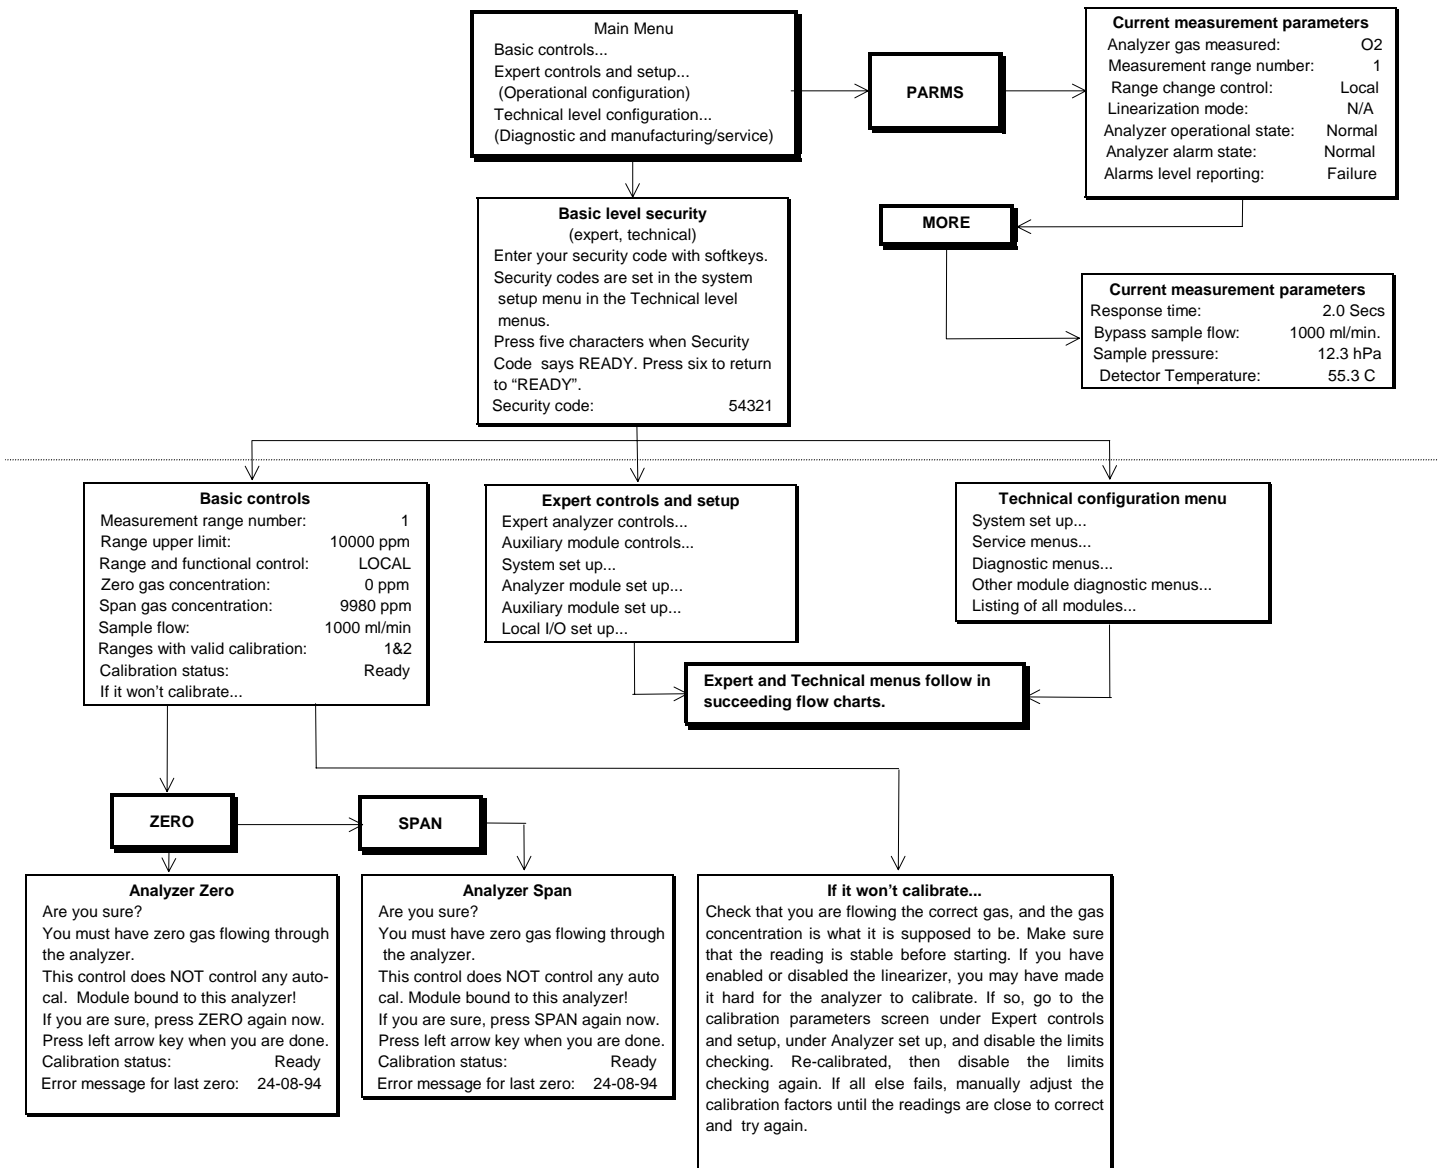 Main Menu
Basic controls...
Expert controls and setup...
(Operational configuration)
Technical level configuration...
(Diagnostic and manufacturing/service)
PARMS
Current measurement parameters
Analyzer gas measured: O2
Measurement range number: 1
Range change control: Local
Linearization mode: N/A
Analyzer operational state: Normal
Analyzer alarm state: Normal
Alarms level reporting: Failure
MORE
Current measurement parameters
Response time: 2.0 Secs
Bypass sample flow: 1000 ml/min.
Sample pressure: 12.3 hPa
Detector Temperature: 55.3 C
Basic level security
(expert, technical)
Enter your security code with softkeys.
Security codes are set in the system
setup menu in the Technical level
menus.
Press five characters when Security
Code says READY. Press six to return
to “READY”.
Security code: 54321
Basic controls
Measurement range number: 1
Range upper limit: 10000 ppm
Range and functional control: LOCAL
Zero gas concentration: 0 ppm
Span gas concentration: 9980 ppm
Sample flow: 1000 ml/min
Ranges with valid calibration: 1&2
Calibration status: Ready
If it won’t calibrate...
Expert controls and setup
Expert analyzer controls...
Auxiliary module controls...
System set up...
Analyzer module set up...
Auxiliary module set up...
Local I/O set up...
Technical configuration menu
System set up...
Service menus...
Diagnostic menus...
Other module diagnostic menus...
Listing of all modules...
Expert and Technical menus follow in
succeeding flow charts.
ZERO
SPAN
Analyzer Zero
Are you sure?
You must have zero gas flowing through
the analyzer.
This control does NOT control any auto-
cal. Module bound to this analyzer!
If you are sure, press ZERO again now.
Press left arrow key when you are done.
Calibration status: Ready
Error message for last zero: 24-08-94
Analyzer Span
Are you sure?
You must have zero gas flowing through
the analyzer.
This control does NOT control any auto
cal. Module bound to this analyzer!
If you are sure, press SPAN again now.
Press left arrow key when you are done.
Calibration status: Ready
Error message for last zero: 24-08-94
If it won’t calibrate...
Check that you are flowing the correct gas, and the gas
concentration is what it is supposed to be. Make sure
that the reading is stable before starting. If you have
enabled or disabled the linearizer, you may have made
it hard for the analyzer to calibrate. If so, go to the
calibration parameters screen under Expert controls
and setup, under Analyzer set up, and disable the limits
checking. Re-calibrated, then disable the limits
checking again. If all else fails, manually adjust the
calibration factors until the readings are close to correct
and try again.